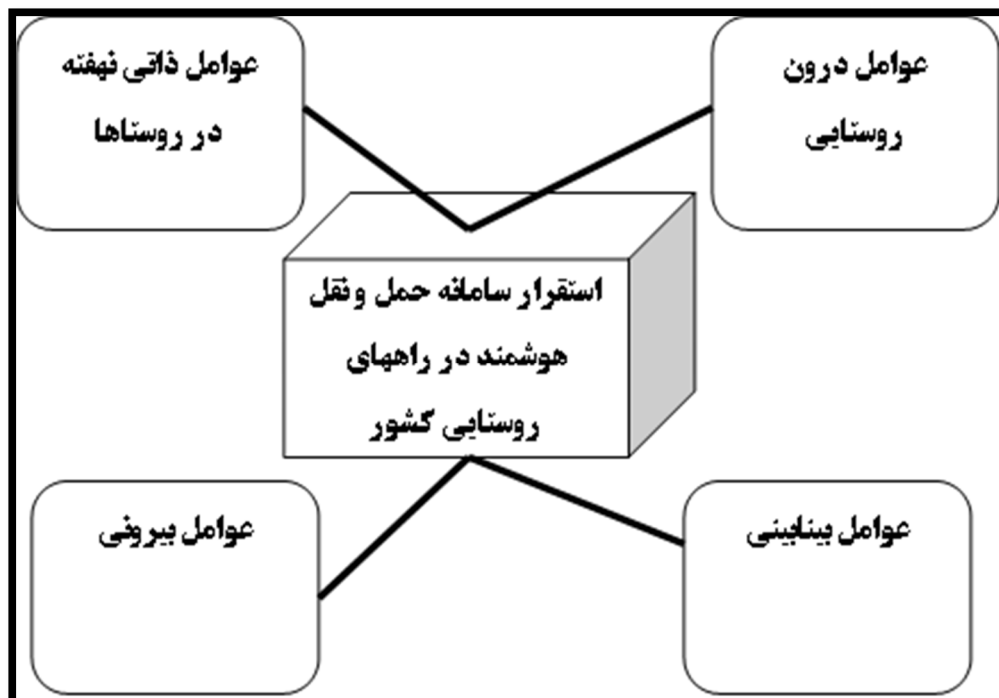 عوامل درون
روستایی
عوامل ذاتی نهفته
در روستاها
استقرار سامانه حمل و نقل
هوشمند در راههای
روستایی کشور
عوامل بینابینی
عوامل بیرونی